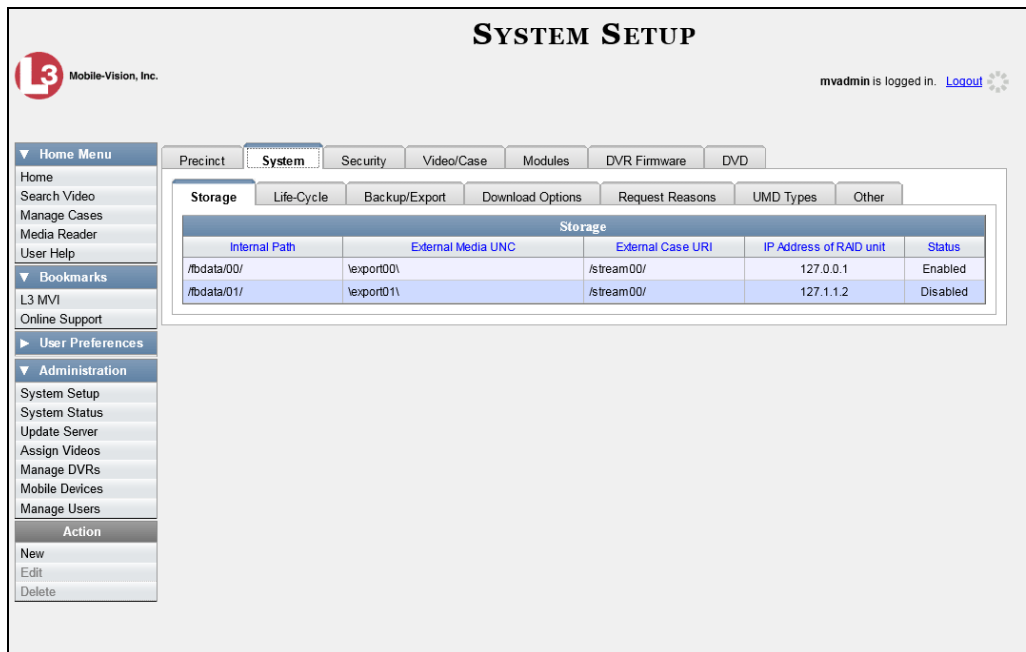 SYSTEM SETUP
L3 Mobile-Vision, Inc.
mvadmin is logged in. Logout
▼ Home Menu
Home
Search Video
Manage Cases
Media Reader
User Help
▼ Bookmarks
L3 MVI
Online Support
► User Preferences
▼ Administration
System Setup
System Status
Update Server
Assign Videos
Manage DVRs
Mobile Devices
Manage Users
Action
New
Edit
Delete
Precinct System Security Video/Case Modules DVR Firmware DVD
Storage Life-Cycle Backup/Export Download Options Request Reasons UMD Types Other
Storage
Internal Path External Media UNC External Case URI IP Address of RAID unit Status
/fbdata/00/ \export00\ /stream00/ 127.0.0.1 Enabled
/fbdata/01/ \export01\ /stream00/ 127.1.1.2 Disabled